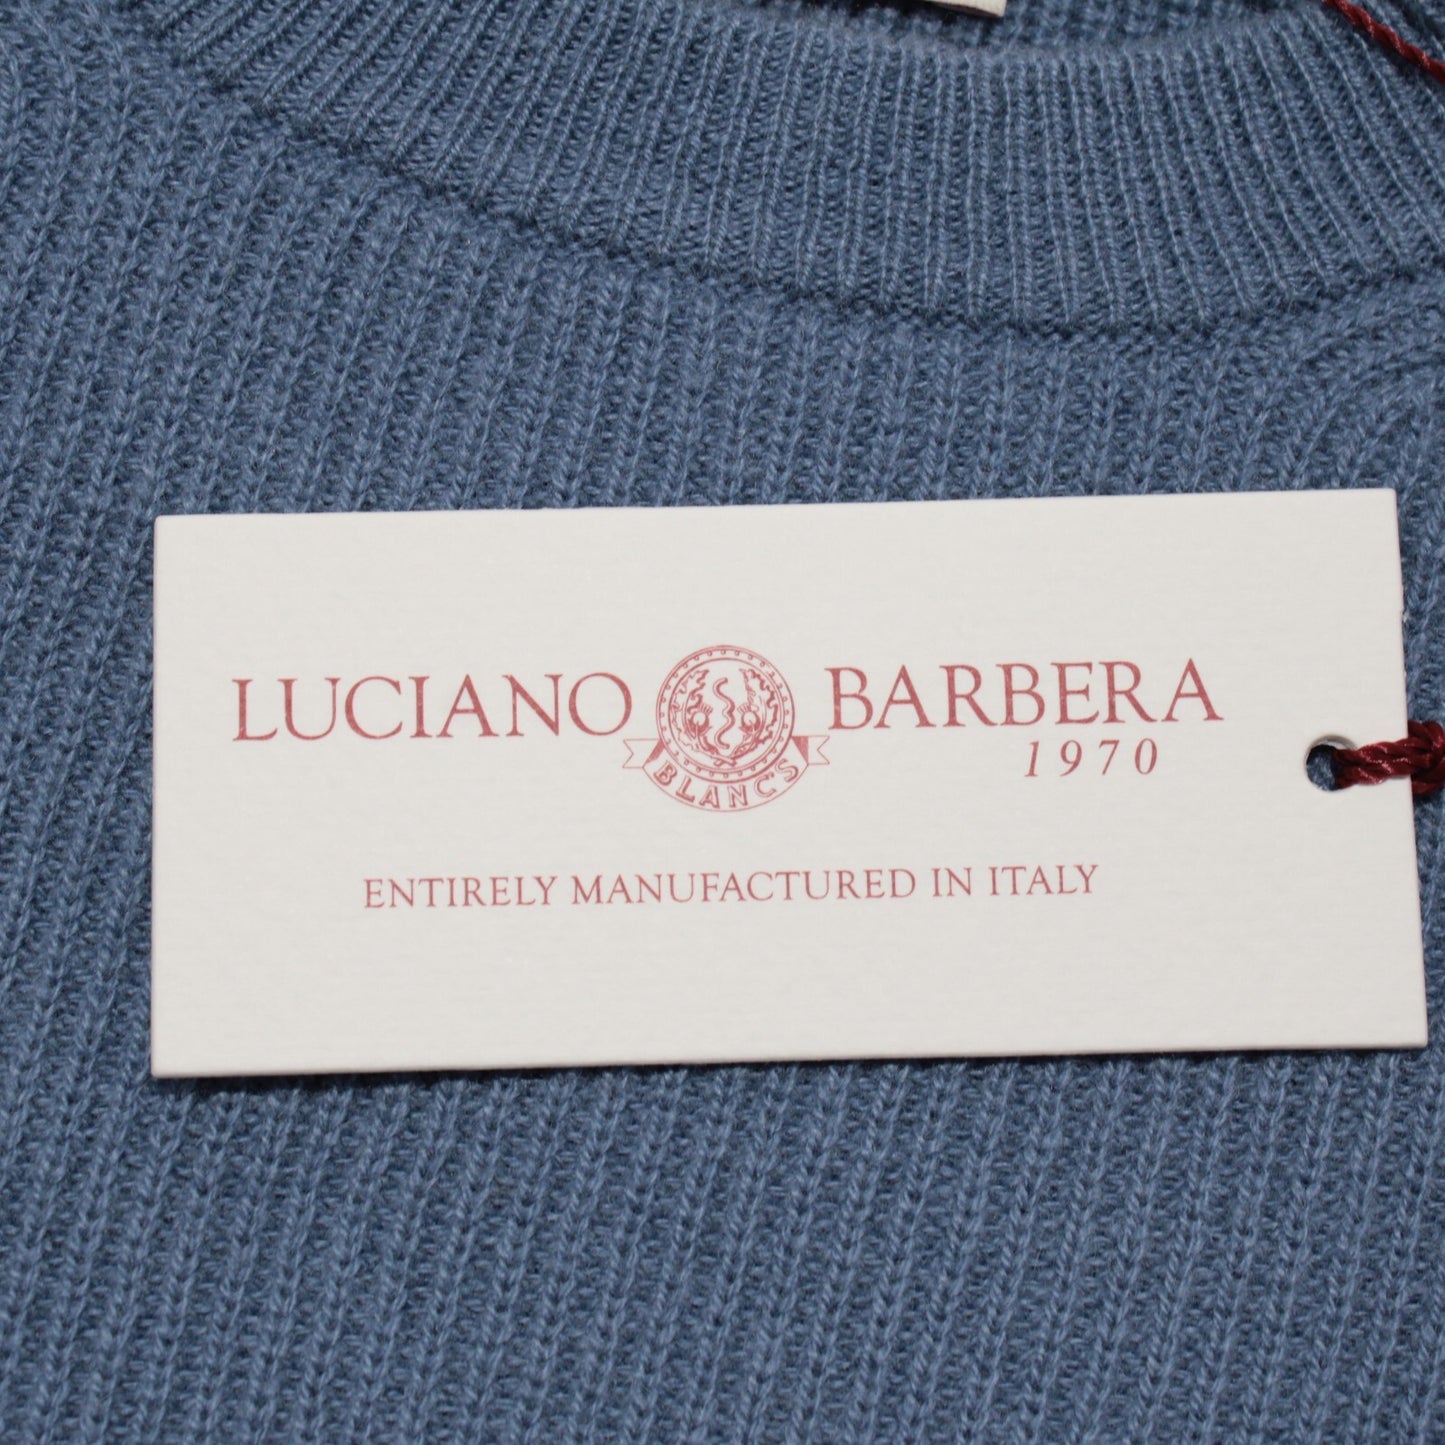 LUCIANO BARBERA
1970
BLANC'S
ENTIRELY MANUFACTURED IN ITALY